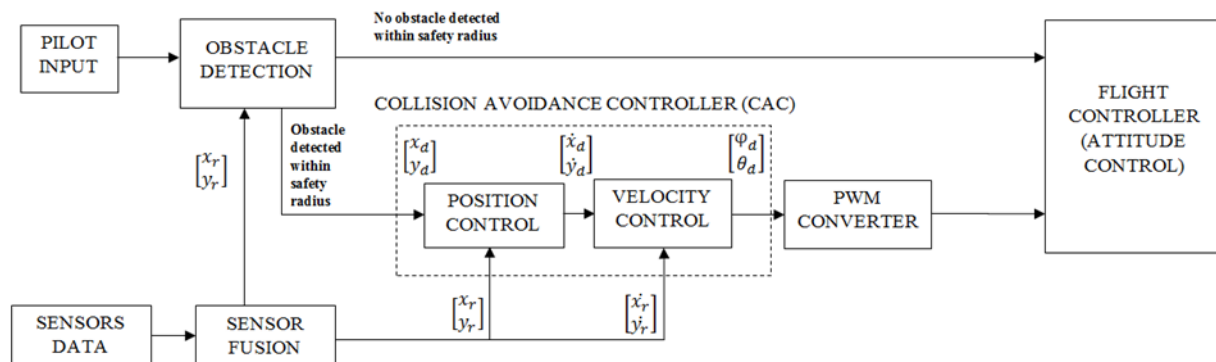 No obstacle detected
within safety radius
PILOT
INPUT
OBSTACLE
DETECTION
FLIGHT
CONTROLLER
(ATTITUDE
CONTROL)
COLLISION AVOIDANCE CONTROLLER (CAC)
Obstacle
detected
within
safety
radius
[x_r
y_r]
[x_d
y_d]
[ẋ_d
ẏ_d]
[φ_d
θ_d]
POSITION
CONTROL
VELOCITY
CONTROL
PWM
CONVERTER
SENSORS
DATA
SENSOR
FUSION
[x_r
y_r]
[ẋ_r
ẏ_r]